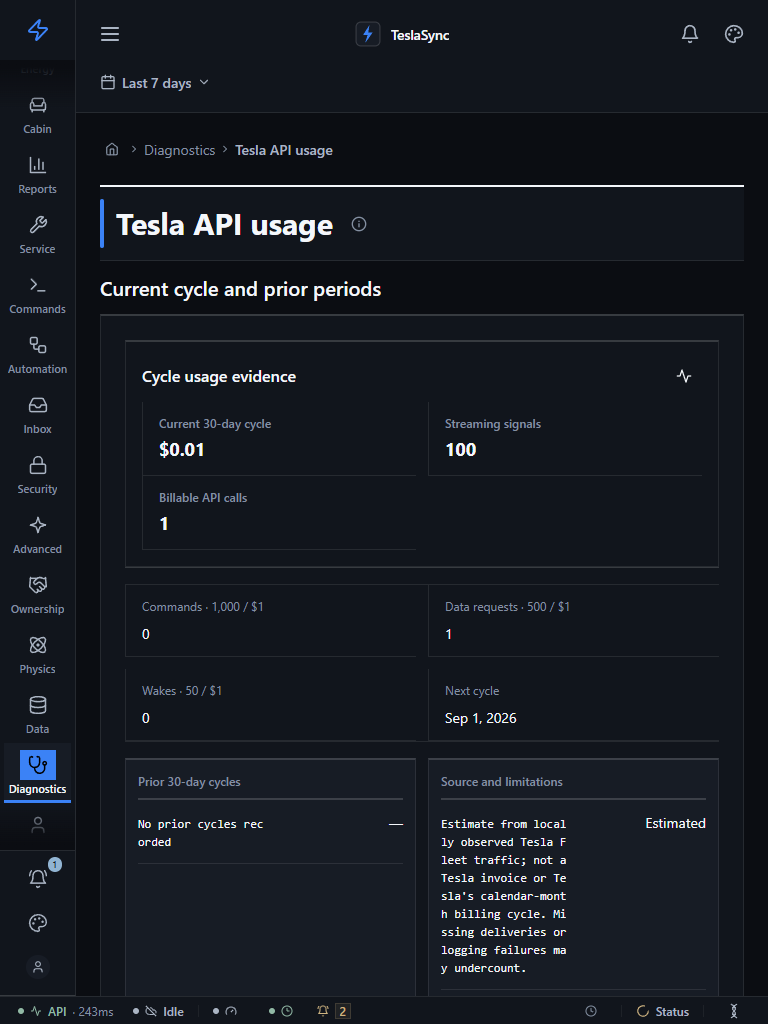 TeslaSync
Last 7 days
Energy
Cabin
Reports
Service
Commands
Automation
Inbox
Security
Advanced
Ownership
Physics
Data
Diagnostics
1
Diagnostics
Tesla API usage
Tesla API usage
Current cycle and prior periods
Cycle usage evidence
Current 30-day cycle
$0.01
Streaming signals
100
Billable API calls
1
Commands · 1,000 / $1
0
Data requests · 500 / $1
1
Wakes · 50 / $1
0
Next cycle
Sep 1, 2026
Prior 30-day cycles
No prior cycles rec
orded
—
Source and limitations
Estimate from local
ly observed Tesla F
leet traffic; not a
Tesla invoice or Te
sla's calendar-mont
h billing cycle. Mi
ssing deliveries or
logging failures ma
y undercount.
Estimated
API · 243ms
Idle
2
Status